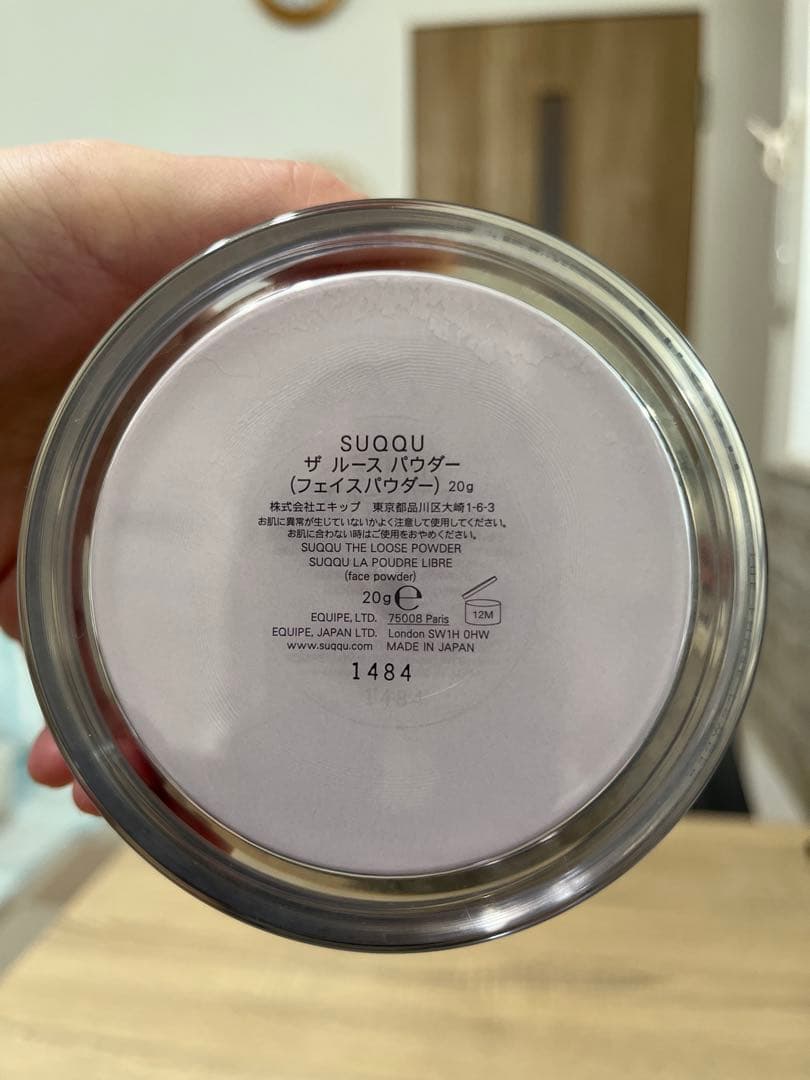 SUQQU
ザ ルース パウダー
(フェイスパウダー) 20g
株式会社エキップ 東京都品川区大崎1-6-3
お肌に異常が生じていないかよく注意して使用してください。
お肌に合わない時はご使用をおやめください。
SUQQU THE LOOSE POWDER
SUQQU LA POUDRE LIBRE
(face powder)
20g℮
12M
EQUIPE, LTD. 75008 Paris
EQUIPE, JAPAN LTD. London SW1H 0HW
www.suqqu.com MADE IN JAPAN
1484